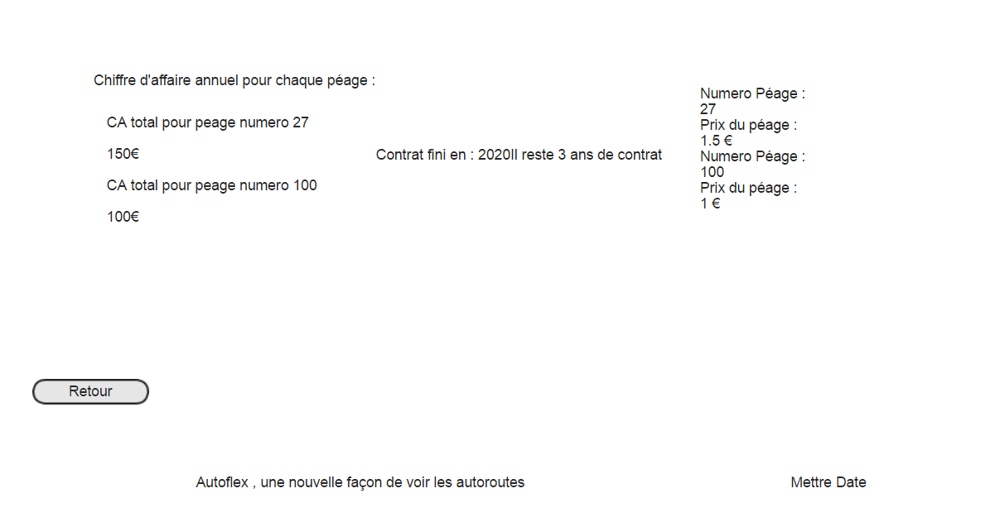 Chiffre d'affaire annuel pour chaque péage :
CA total pour peage numero 27
150€
CA total pour peage numero 100
100€
Contrat fini en : 2020Il reste 3 ans de contrat
Numero Péage :
27
Prix du péage :
1.5 €
Numero Péage :
100
Prix du péage :
1 €
Retour
Autoflex , une nouvelle façon de voir les autoroutes
Mettre Date